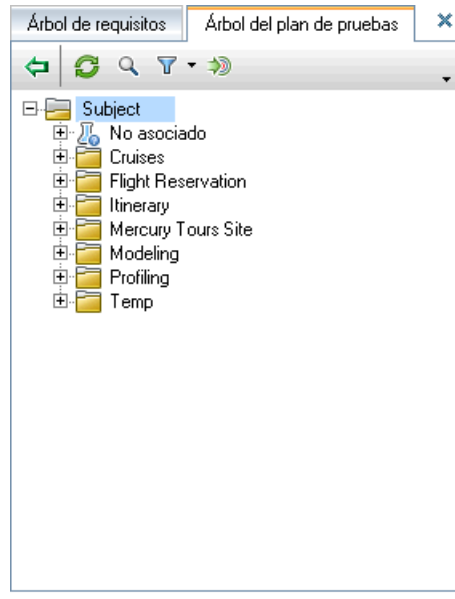 Árbol de requisitos Árbol del plan de pruebas
Subject
No asociado
Cruises
Flight Reservation
Itinerary
Mercury Tours Site
Modeling
Profiling
Temp